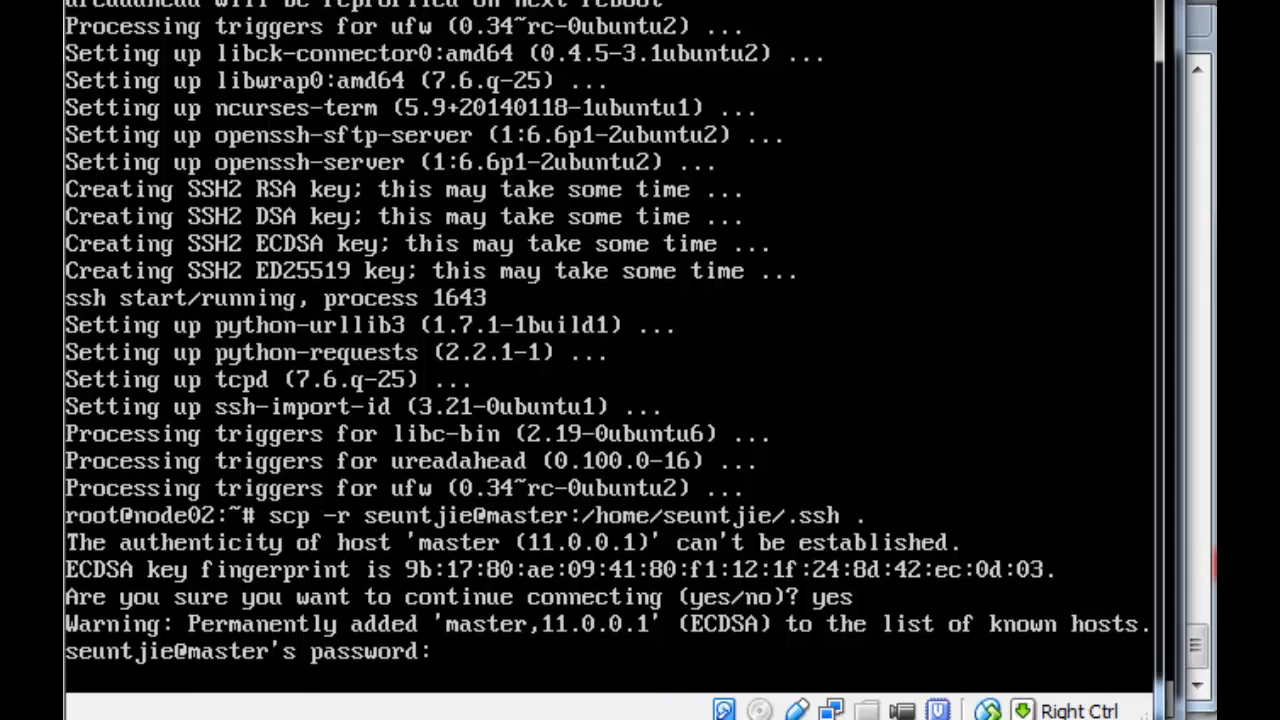 ureadahead will be reprofiled on next reboot
Processing triggers for ufw (0.34~rc-0ubuntu2) ...
Setting up libck-connector0:amd64 (0.4.5-3.1ubuntu2) ...
Setting up libwrap0:amd64 (7.6.q-25) ...
Setting up ncurses-term (5.9+20140118-1ubuntu1) ...
Setting up openssh-sftp-server (1:6.6p1-2ubuntu2) ...
Setting up openssh-server (1:6.6p1-2ubuntu2) ...
Creating SSH2 RSA key; this may take some time ...
Creating SSH2 DSA key; this may take some time ...
Creating SSH2 ECDSA key; this may take some time ...
Creating SSH2 ED25519 key; this may take some time ...
ssh start/running, process 1643
Setting up python-urllib3 (1.7.1-1build1) ...
Setting up python-requests (2.2.1-1) ...
Setting up tcpd (7.6.q-25) ...
Setting up ssh-import-id (3.21-0ubuntu1) ...
Processing triggers for libc-bin (2.19-0ubuntu6) ...
Processing triggers for ureadahead (0.100.0-16) ...
Processing triggers for ufw (0.34~rc-0ubuntu2) ...
root@node02:~# scp -r seuntjie@master:/home/seuntjie/.ssh .
The authenticity of host 'master (11.0.0.1)' can't be established.
ECDSA key fingerprint is 9b:17:80:ae:09:41:80:f1:12:1f:24:8d:42:ec:0d:03.
Are you sure you want to continue connecting (yes/no)? yes
Warning: Permanently added 'master,11.0.0.1' (ECDSA) to the list of known hosts.
seuntjie@master's password:
Right Ctrl